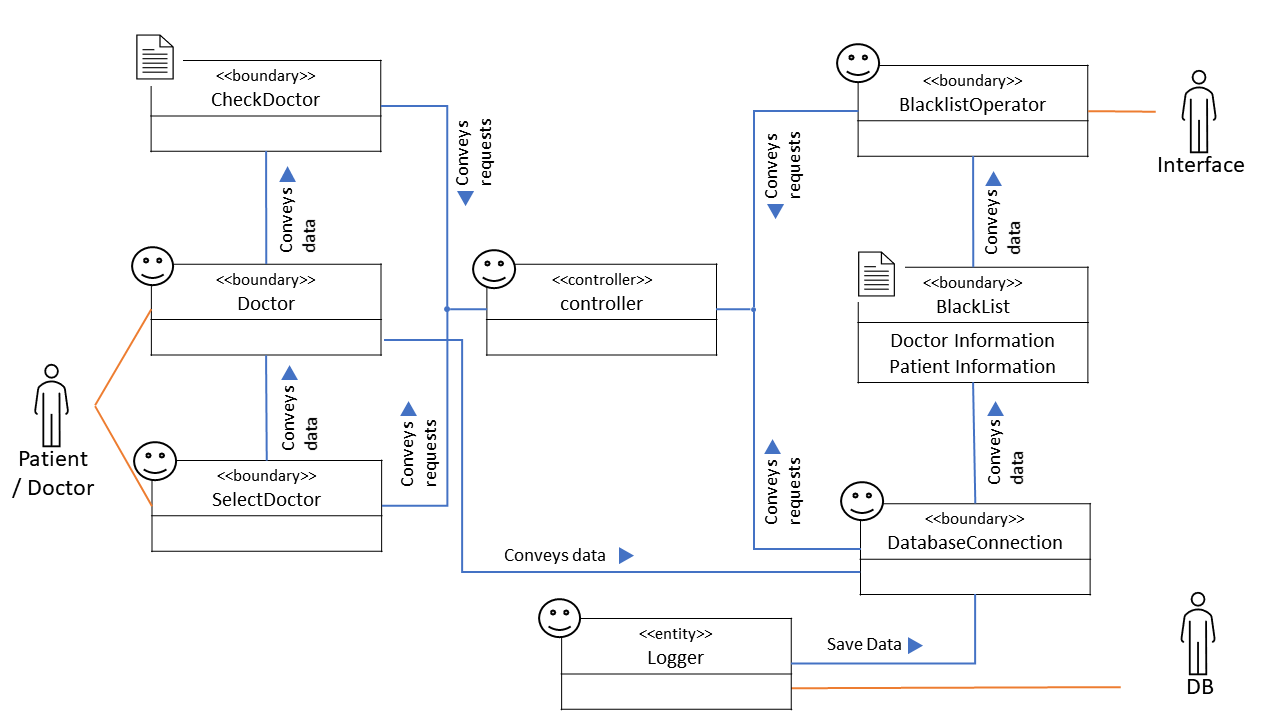 <<boundary>>
CheckDoctor
<<boundary>>
BlacklistOperator
Interface
Conveys
requests
Conveys
requests
Conveys
data
Conveys
data
<<boundary>>
Doctor
<<controller>>
controller
<<boundary>>
BlackList
Doctor Information
Patient Information
Patient
/ Doctor
Conveys
data
Conveys
requests
Conveys
requests
Conveys
data
<<boundary>>
SelectDoctor
<<boundary>>
DatabaseConnection
Conveys data
<<entity>>
Logger
Save Data
DB